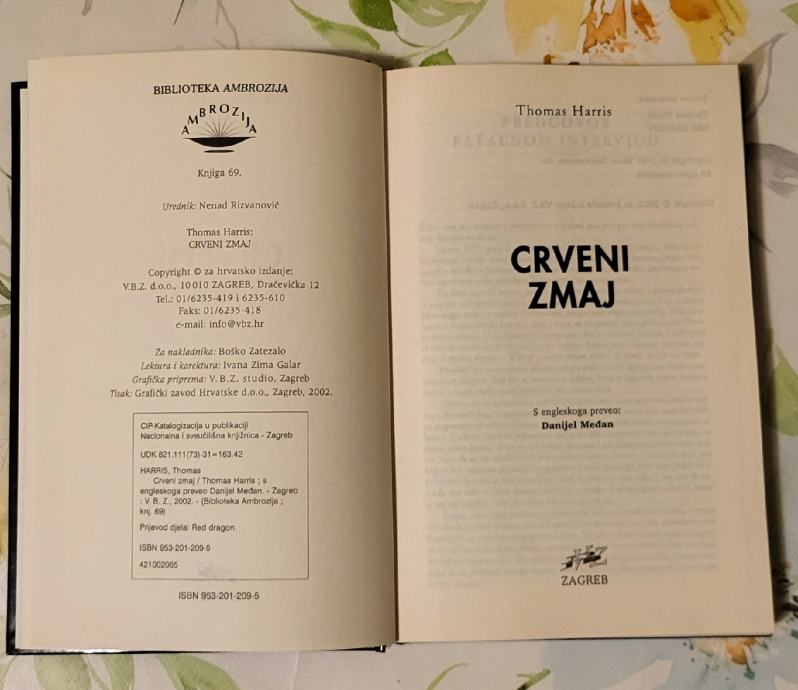 BIBLIOTEKA AMBROZIJA
AMBROZIJA
Knjiga 69.
Urednik: Nenad Rizvanović
Thomas Harris:
CRVENI ZMAJ
Copyright © za hrvatsko izdanje:
V.B.Z. d.o.o., 10010 ZAGREB, Dračevička 12
Tel.: 01/6235-419 i 6235-610
Faks: 01/6235-418
e-mail: info@vbz.hr
Za nakladnika: Boško Zatezalo
Lektura i korektura: Ivana Zima Galar
Grafička priprema: V.B.Z. studio, Zagreb
Tisak: Grafički zavod Hrvatske d.o.o., Zagreb, 2002.
CIP-Katalogizacija u publikaciji
Nacionalna i sveučilišna knjižnica - Zagreb
UDK 821.111(73)-31=163.42
HARRIS, Thomas
Crveni zmaj / Thomas Harris ; s
engleskoga preveo Danijel Međan. - Zagreb
: V. B. Z., 2002. - (Biblioteka Ambrozija ;
knj. 69)
Prijevod djela: Red dragon.
ISBN 953-201-209-5
421002065
ISBN 953-201-209-5
Thomas Harris
PREDGOVOR
FATALNOM INTERVJUU
CRVENI
ZMAJ
S engleskoga preveo:
Danijel Međan
ZAGREB